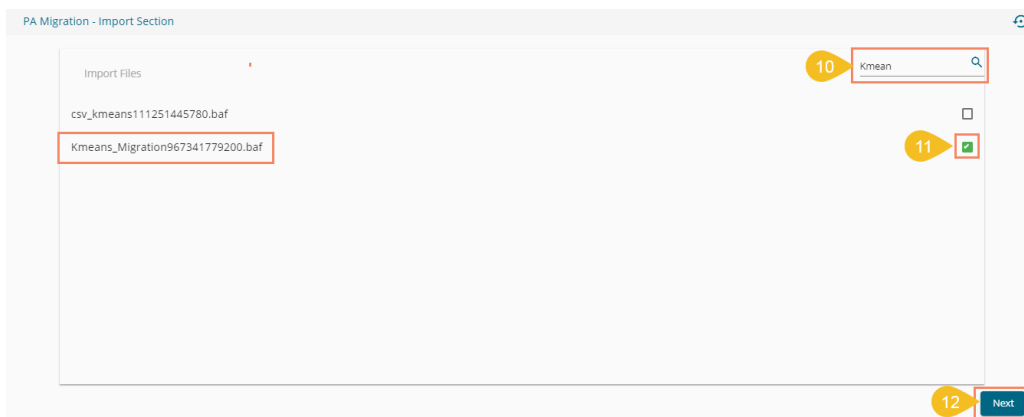 PA Migration - Import Section
Import Files
10
Kmean
csv_kmeans111251445780.baf
Kmeans_Migration967341779200.baf
11
12
Next